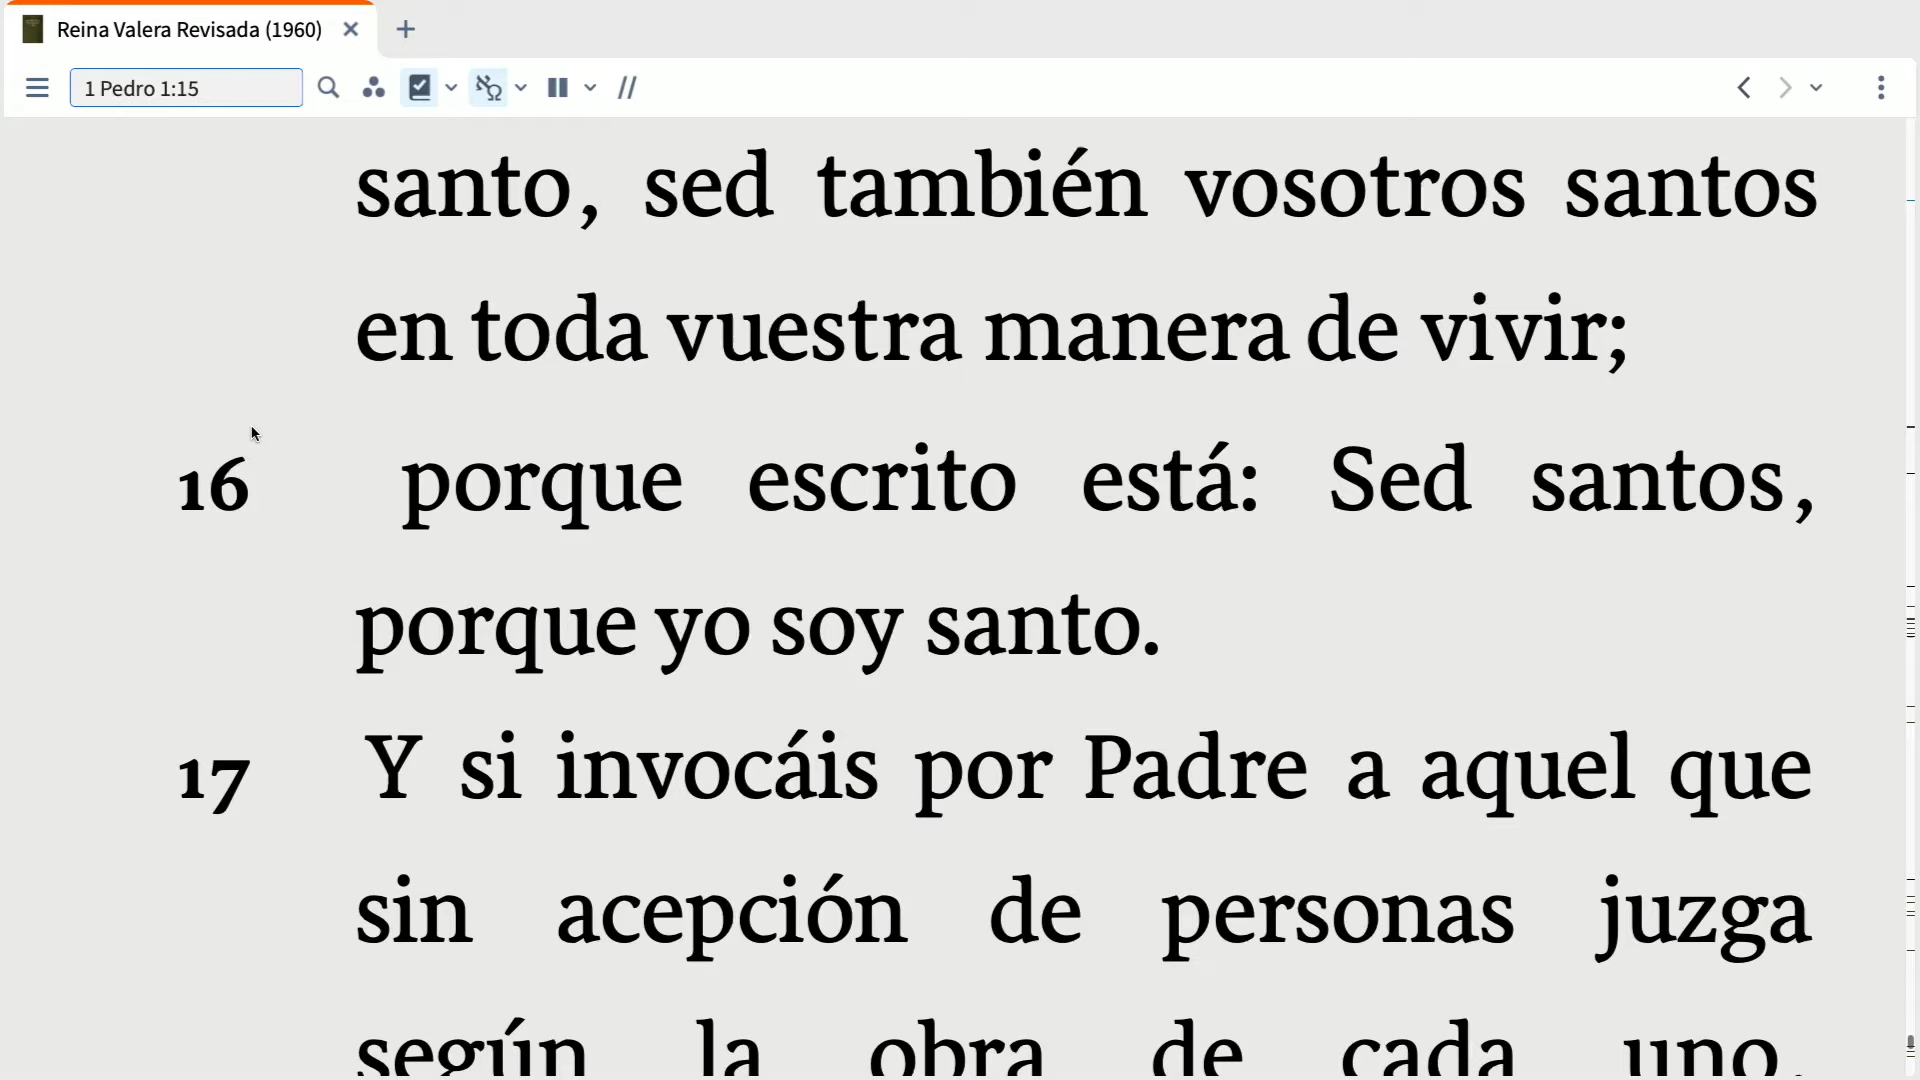 Reina Valera Revisada (1960)
1 Pedro 1:15
santo, sed también vosotros santos
en toda vuestra manera de vivir;
16 porque escrito está: Sed santos,
porque yo soy santo.
17 Y si invocáis por Padre a aquel que
sin acepción de personas juzga
según la obra de cada uno,